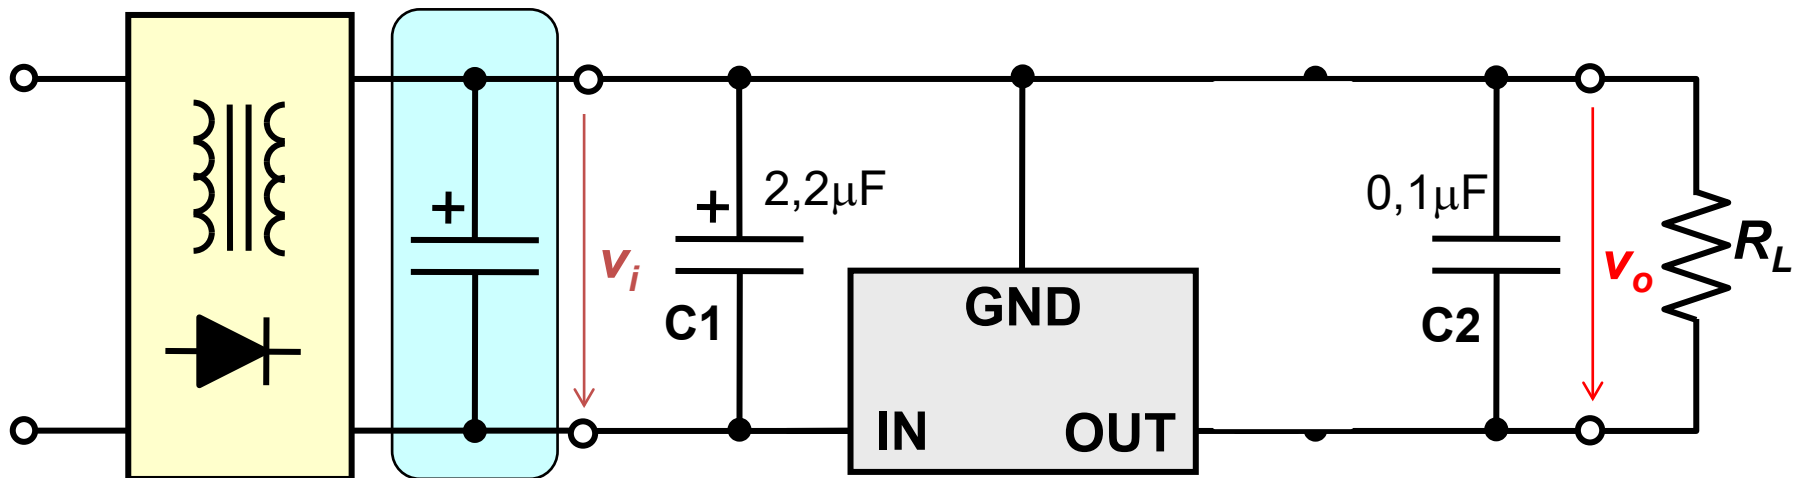 +
vi
+
2,2μF
C1
GND
IN
OUT
0,1μF
C2
vo
RL